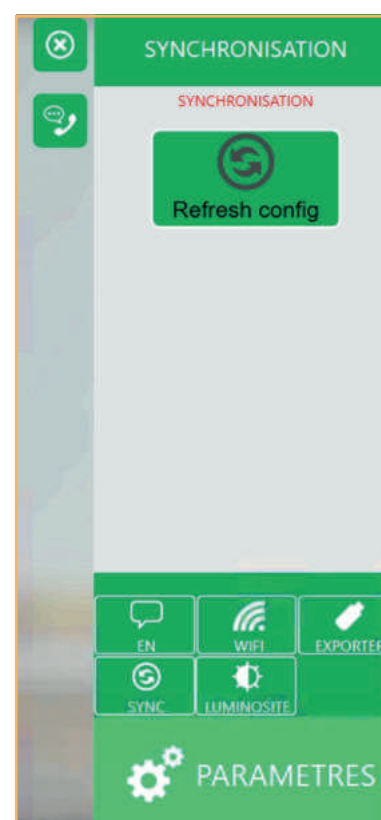 SYNCHRONISATION
SYNCHRONISATION
Refresh config
EN WIFI EXPORTER
SYNC LUMINOSITE
PARAMETRES